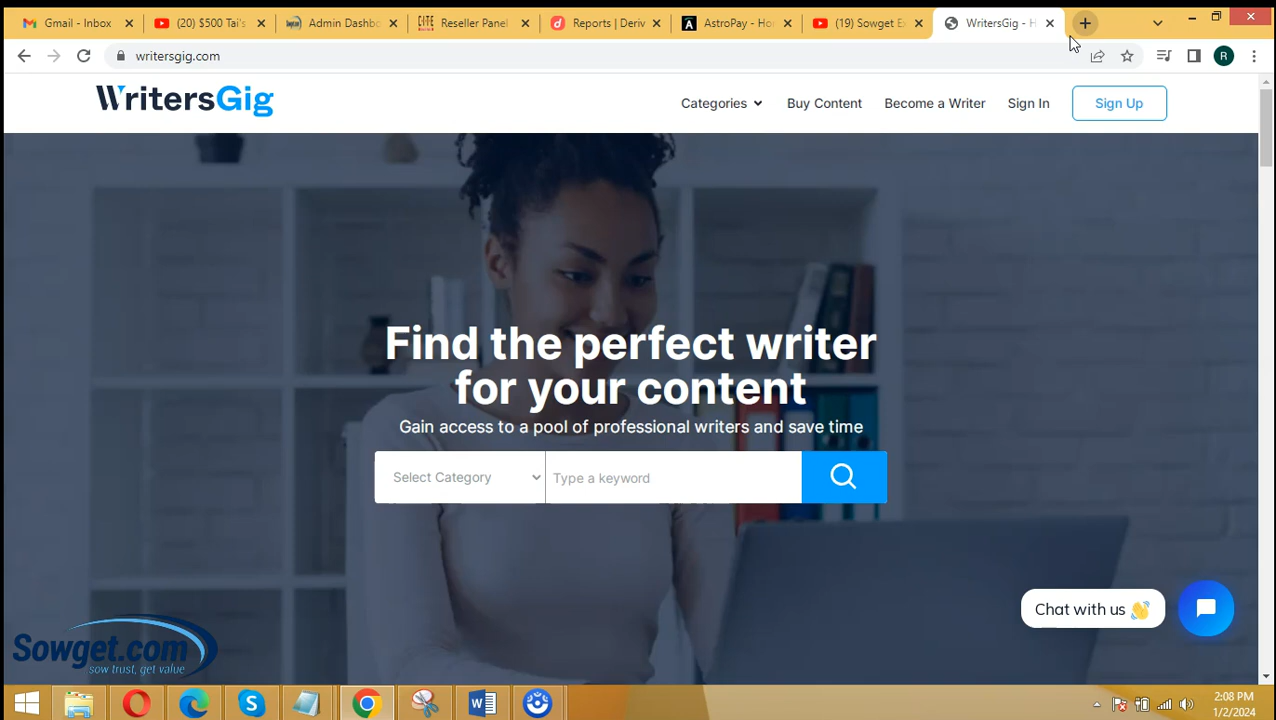 Gmail - Inbox
(20) $500 Tai's
Admin Dashbo
Reseller Panel
Reports | Deriv
AstroPay - Ho
(19) Sowget Ex
WritersGig - H
writersgig.com
R
WritersGig
Categories
Buy Content
Become a Writer
Sign In
Sign Up
Find the perfect writer
for your content
Gain access to a pool of professional writers and save time
Select Category
Type a keyword
Chat with us 👋
Sowget.com
sow trust, get value
2:08 PM
1/2/2024